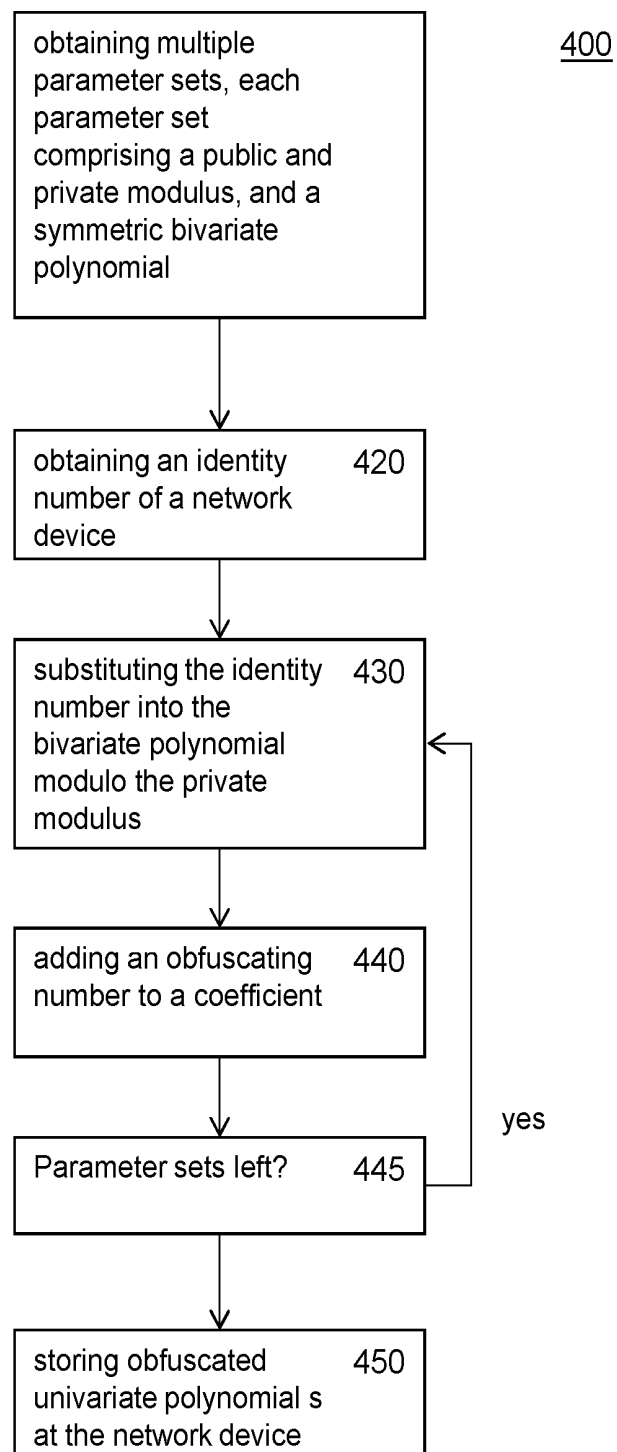 400
obtaining multiple
parameter sets, each
parameter set
comprising a public and
private modulus, and a
symmetric bivariate
polynomial
obtaining an identity 420
number of a network
device
substituting the identity 430
number into the
bivariate polynomial
modulo the private
modulus
adding an obfuscating 440
number to a coefficient
yes
Parameter sets left? 445
storing obfuscated 450
univariate polynomial s
at the network device